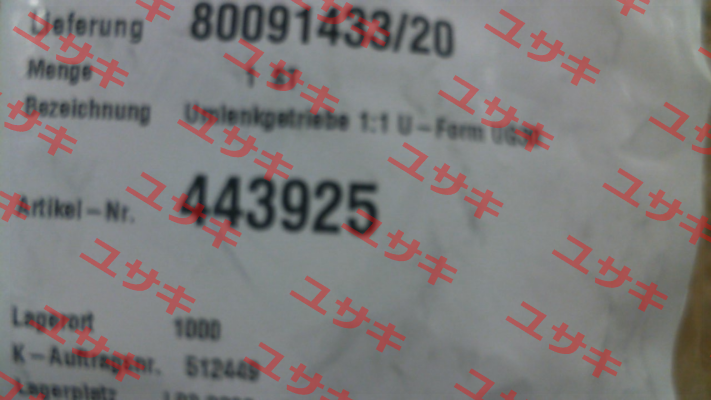 Lieferung 80091433/20
Menge 1 ST
Bezeichnung Umlenkgetriebe 1:1 U-Form
Artikel-Nr. 443925
Lagerort 1000
K-Auftragsnr. 512449
Lagerplatz
ユサキ